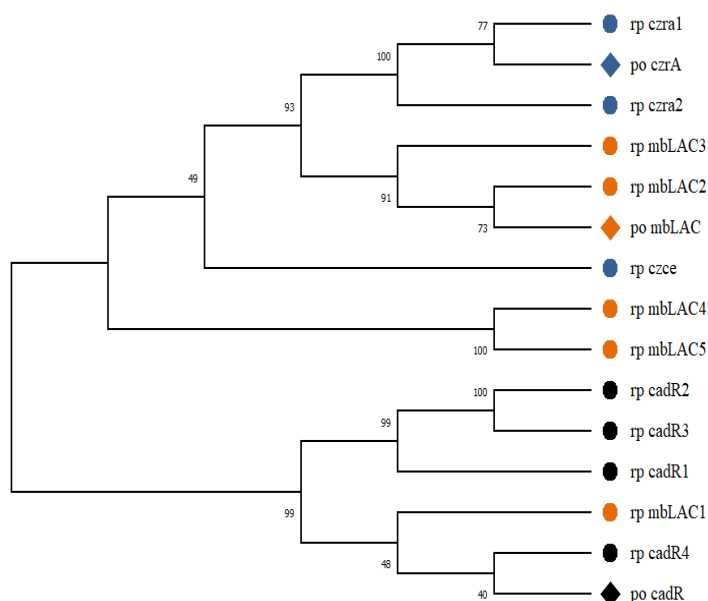 77
rp czra1
po czrA
100
rp czra2
93
rp mbLAC3
rp mbLAC2
91
49
73
po mbLAC
rp czce
rp mbLAC4
100
rp mbLAC5
100
rp cadR2
99
rp cadR3
rp cadR1
99
rp mbLAC1
48
rp cadR4
40
po cadR